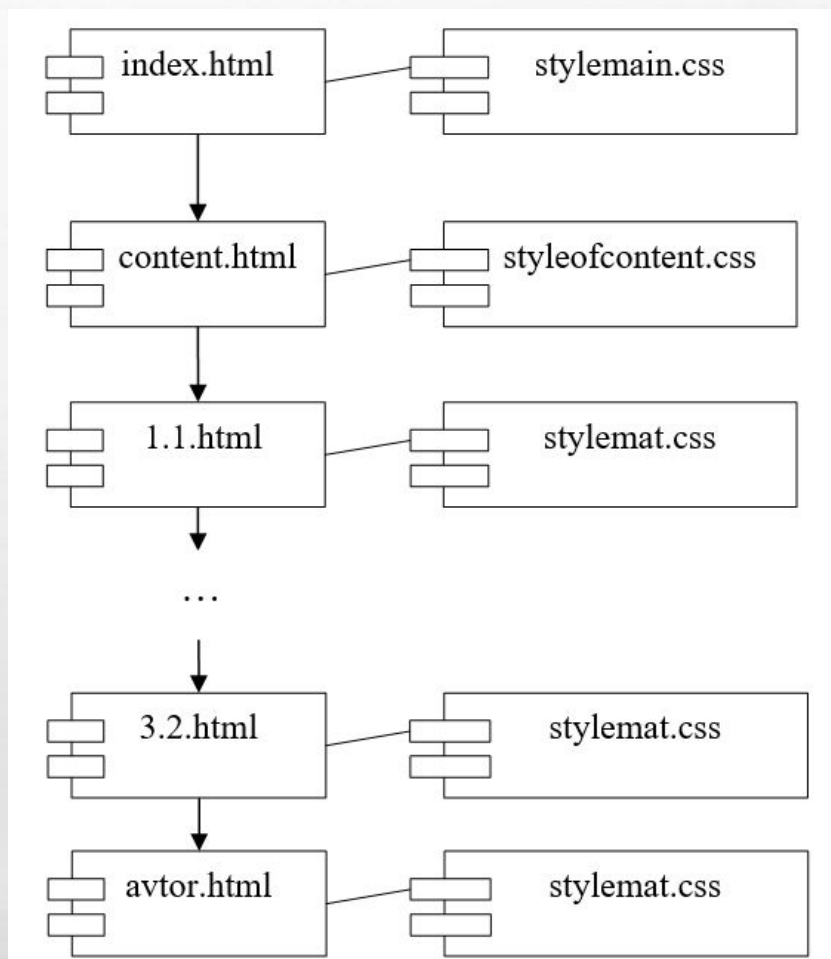 index.html
stylemain.css
content.html
styleofcontent.css
1.1.html
stylemat.css
…
3.2.html
stylemat.css
avtor.html
stylemat.css